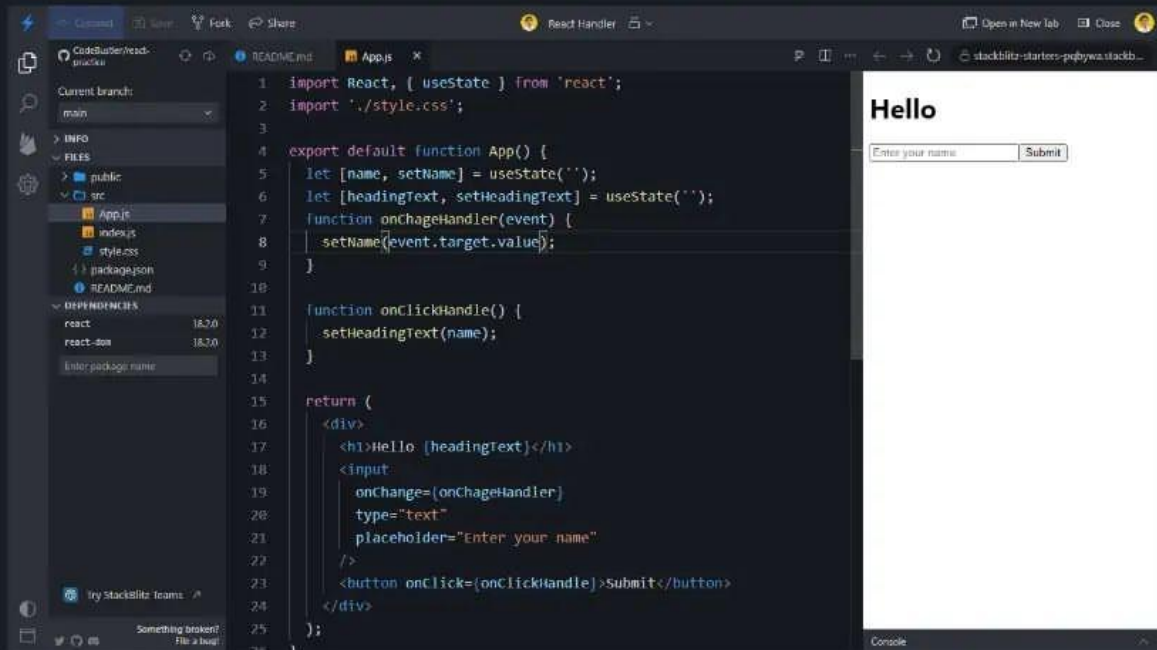 Commit Save Fork Share React Handler Open in New Tab Close
CodeBustler/react-practice
README.md App.js × stackblitz-starters-pqbywa.stackb...
Current branch:
main
INFO
FILES
public
src
App.js
index.js
style.css
package.json
README.md
DEPENDENCIES
react 18.2.0
react-dom 18.2.0
Enter package name
Try StackBlitz Teams
Something broken?
File a bug!
1 import React, { useState } from 'react';
2 import './style.css';
3
4 export default function App() {
5 let [name, setName] = useState(``);
6 let [headingText, setHeadingText] = useState(``);
7 function onChageHandler(event) {
8 setName(event.target.value);
9 }
10
11 function onClickHandle() {
12 setHeadingText(name);
13 }
14
15 return (
16 <div>
17 <h1>Hello {headingText}</h1>
18 <input
19 onChange={onChageHandler}
20 type="text"
21 placeholder="Enter your name"
22 />
23 <button onClick={onClickHandle}>Submit</button>
24 </div>
25 );
Hello
Enter your name Submit
Console